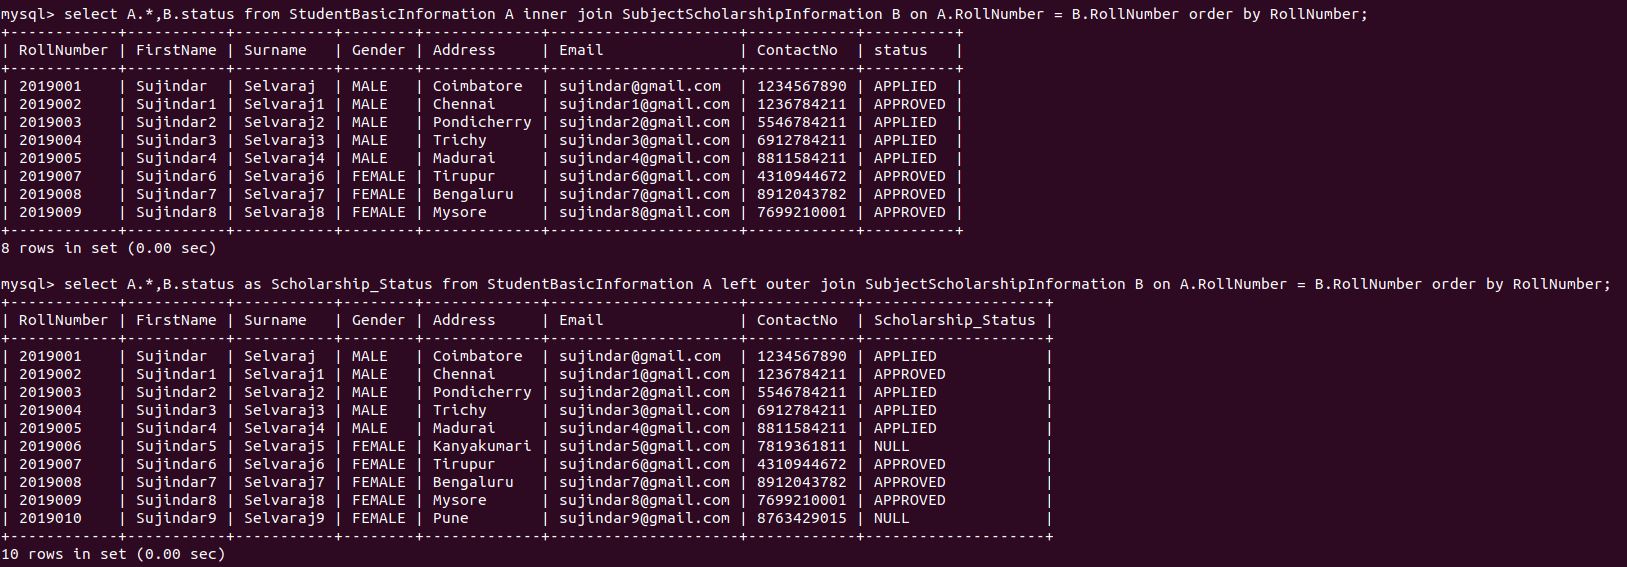 mysql> select A.*,B.status from StudentBasicInformation A inner join SubjectScholarshipInformation B on A.RollNumber = B.RollNumber order by RollNumber;
+------------+-----------+-----------+--------+-------------+---------------------+------------+----------+
| RollNumber | FirstName | Surname   | Gender | Address     | Email               | ContactNo  | status   |
+------------+-----------+-----------+--------+-------------+---------------------+------------+----------+
| 2019001    | Sujindar  | Selvaraj  | MALE   | Coimbatore  | sujindar@gmail.com  | 1234567890 | APPLIED  |
| 2019002    | Sujindar1 | Selvaraj1 | MALE   | Chennai     | sujindar1@gmail.com | 1236784211 | APPROVED |
| 2019003    | Sujindar2 | Selvaraj2 | MALE   | Pondicherry | sujindar2@gmail.com | 5546784211 | APPLIED  |
| 2019004    | Sujindar3 | Selvaraj3 | MALE   | Trichy      | sujindar3@gmail.com | 6912784211 | APPLIED  |
| 2019005    | Sujindar4 | Selvaraj4 | MALE   | Madurai     | sujindar4@gmail.com | 8811584211 | APPLIED  |
| 2019007    | Sujindar6 | Selvaraj6 | FEMALE | Tirupur     | sujindar6@gmail.com | 4310944672 | APPROVED |
| 2019008    | Sujindar7 | Selvaraj7 | FEMALE | Bengaluru   | sujindar7@gmail.com | 8912043782 | APPROVED |
| 2019009    | Sujindar8 | Selvaraj8 | FEMALE | Mysore      | sujindar8@gmail.com | 7699210001 | APPROVED |
+------------+-----------+-----------+--------+-------------+---------------------+------------+----------+
8 rows in set (0.00 sec)
mysql> select A.*,B.status as Scholarship_Status from StudentBasicInformation A left outer join SubjectScholarshipInformation B on A.RollNumber = B.RollNumber order by RollNumber;
+------------+-----------+-----------+--------+-------------+---------------------+------------+--------------------+
| RollNumber | FirstName | Surname   | Gender | Address     | Email               | ContactNo  | Scholarship_Status |
+------------+-----------+-----------+--------+-------------+---------------------+------------+--------------------+
| 2019001    | Sujindar  | Selvaraj  | MALE   | Coimbatore  | sujindar@gmail.com  | 1234567890 | APPLIED            |
| 2019002    | Sujindar1 | Selvaraj1 | MALE   | Chennai     | sujindar1@gmail.com | 1236784211 | APPROVED           |
| 2019003    | Sujindar2 | Selvaraj2 | MALE   | Pondicherry | sujindar2@gmail.com | 5546784211 | APPLIED            |
| 2019004    | Sujindar3 | Selvaraj3 | MALE   | Trichy      | sujindar3@gmail.com | 6912784211 | APPLIED            |
| 2019005    | Sujindar4 | Selvaraj4 | MALE   | Madurai     | sujindar4@gmail.com | 8811584211 | APPLIED            |
| 2019006    | Sujindar5 | Selvaraj5 | FEMALE | Kanyakumari | sujindar5@gmail.com | 7819361811 | NULL               |
| 2019007    | Sujindar6 | Selvaraj6 | FEMALE | Tirupur     | sujindar6@gmail.com | 4310944672 | APPROVED           |
| 2019008    | Sujindar7 | Selvaraj7 | FEMALE | Bengaluru   | sujindar7@gmail.com | 8912043782 | APPROVED           |
| 2019009    | Sujindar8 | Selvaraj8 | FEMALE | Mysore      | sujindar8@gmail.com | 7699210001 | APPROVED           |
| 2019010    | Sujindar9 | Selvaraj9 | FEMALE | Pune        | sujindar9@gmail.com | 8763429015 | NULL               |
+------------+-----------+-----------+--------+-------------+---------------------+------------+--------------------+
10 rows in set (0.00 sec)